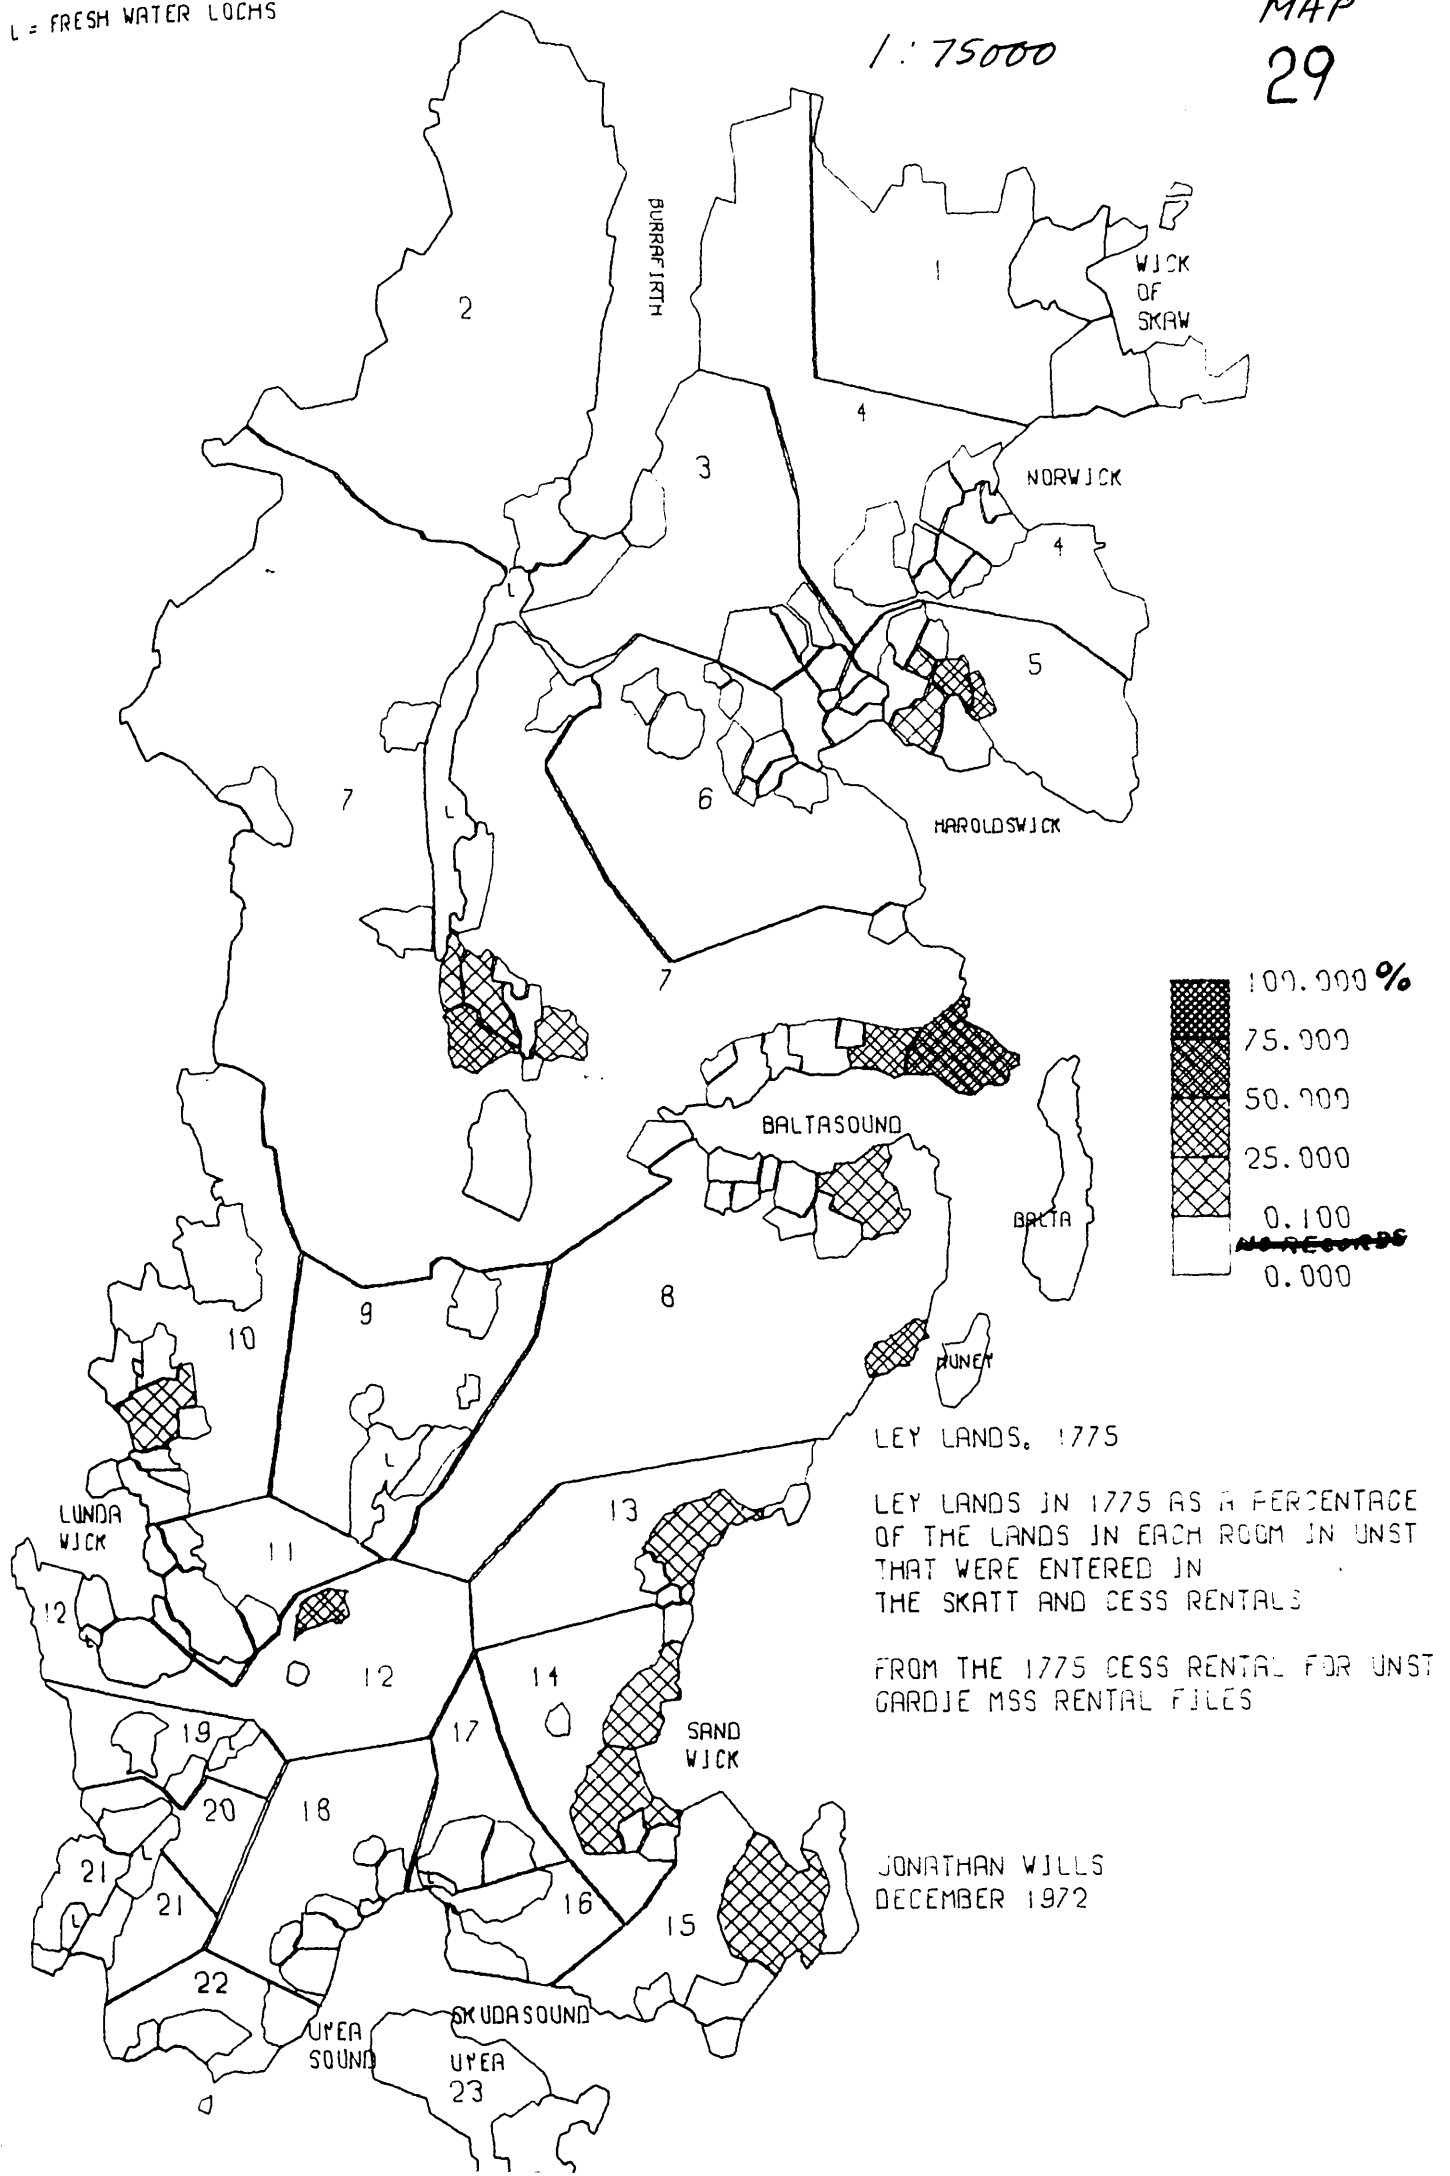 L = FRESH WATER LOCHS
1:75000
MAP
29
BURRAFIRTH
2
1
WICK
OF
SKAW
4
3
NORWICK
4
L
5
7
L
6
HAROLDSWICK
7
100.000%
75.000
50.000
25.000
0.100
NO RECORDS
0.000
BALTASOUND
BALTA
8
9
10
HUNEY
L
LEY LANDS. 1775
LEY LANDS IN 1775 AS A PERCENTAGE
OF THE LANDS IN EACH ROOM IN UNST
THAT WERE ENTERED IN
THE SKATT AND CESS RENTALS
FROM THE 1775 CESS RENTAL FOR UNST
GARDIE MSS RENTAL FILES
LUNDA
WICK
13
11
12
L
12
14
17
SAND
WICK
19
L
20
18
21
L
L
21
L
16
15
JONATHAN WILLS
DECEMBER 1972
22
SKUDASOUND
UYEA
SOUND
UYEA
23